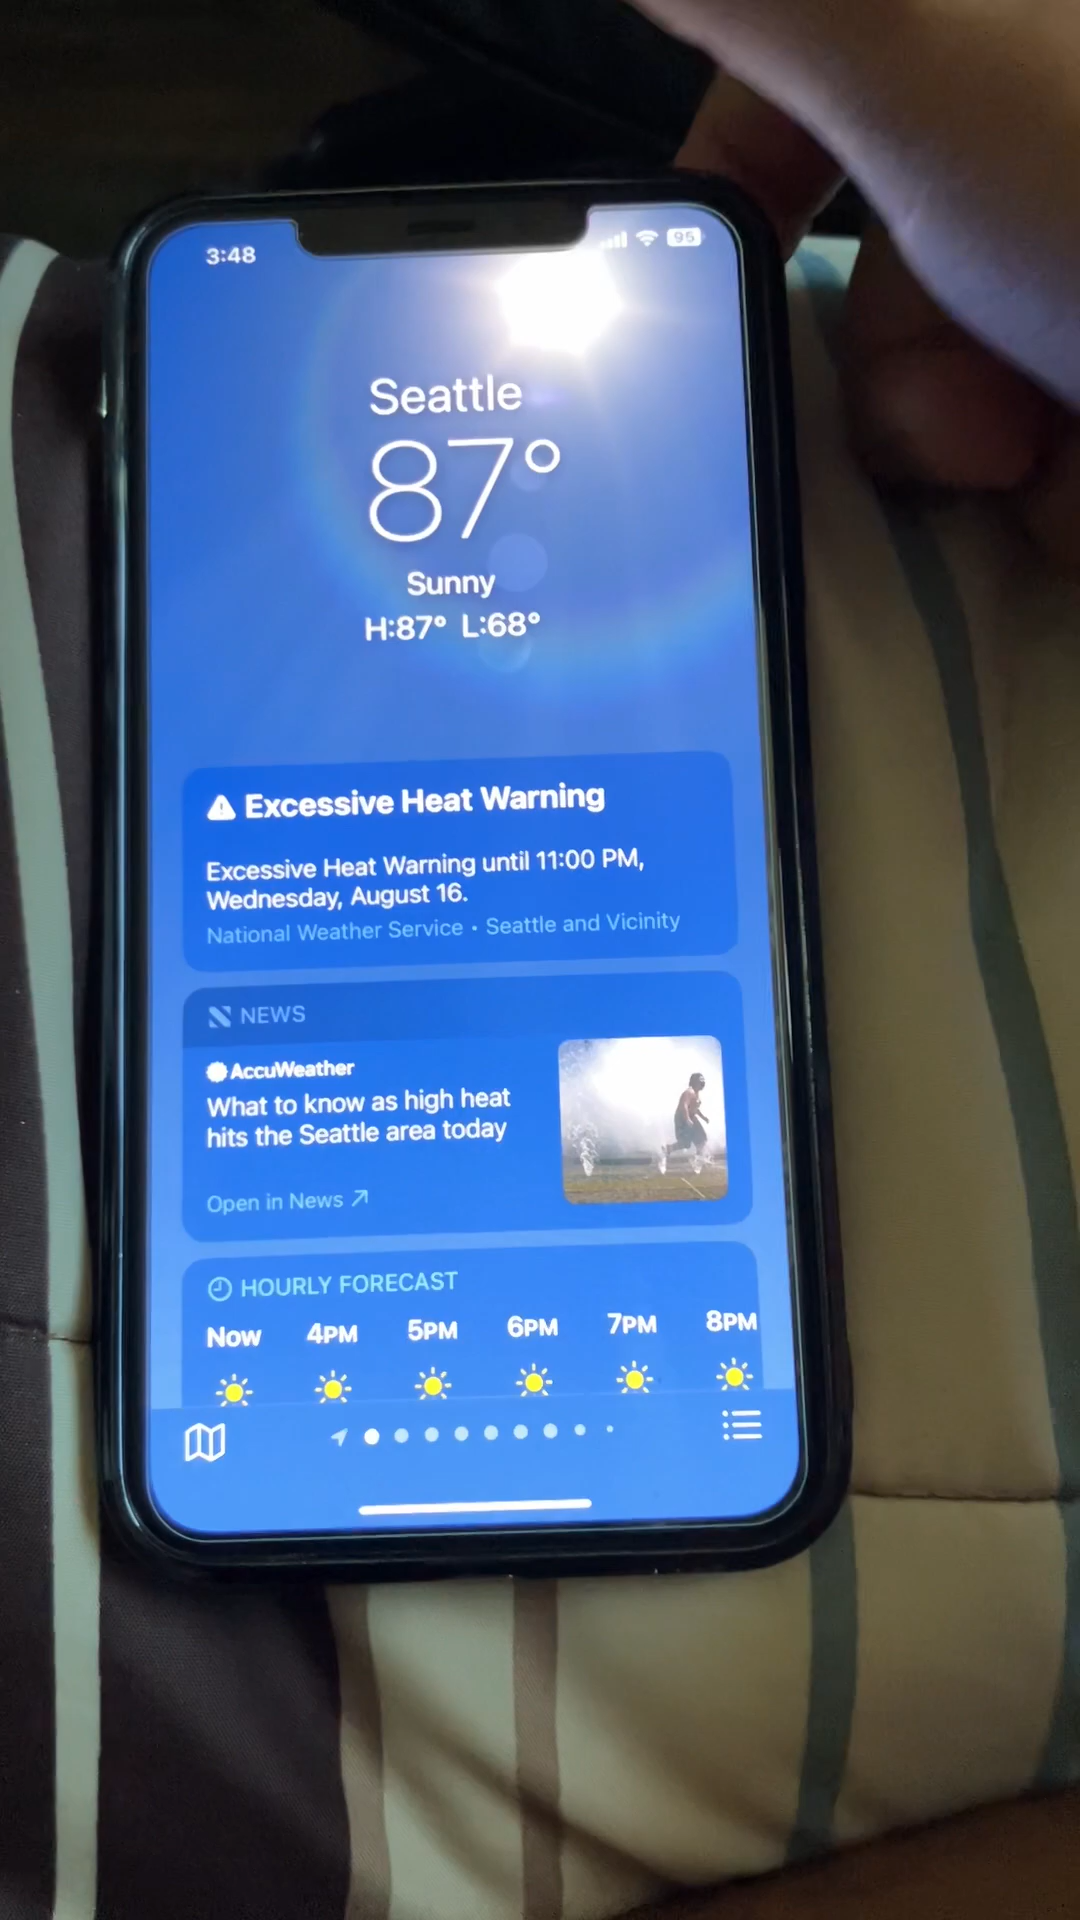 3:48
95
Seattle
87°
Sunny
H:87° L:68°
Excessive Heat Warning
Excessive Heat Warning until 11:00 PM,
Wednesday, August 16.
National Weather Service • Seattle and Vicinity
NEWS
AccuWeather
What to know as high heat
hits the Seattle area today
Open in News ↗
HOURLY FORECAST
Now 4PM 5PM 6PM 7PM 8PM